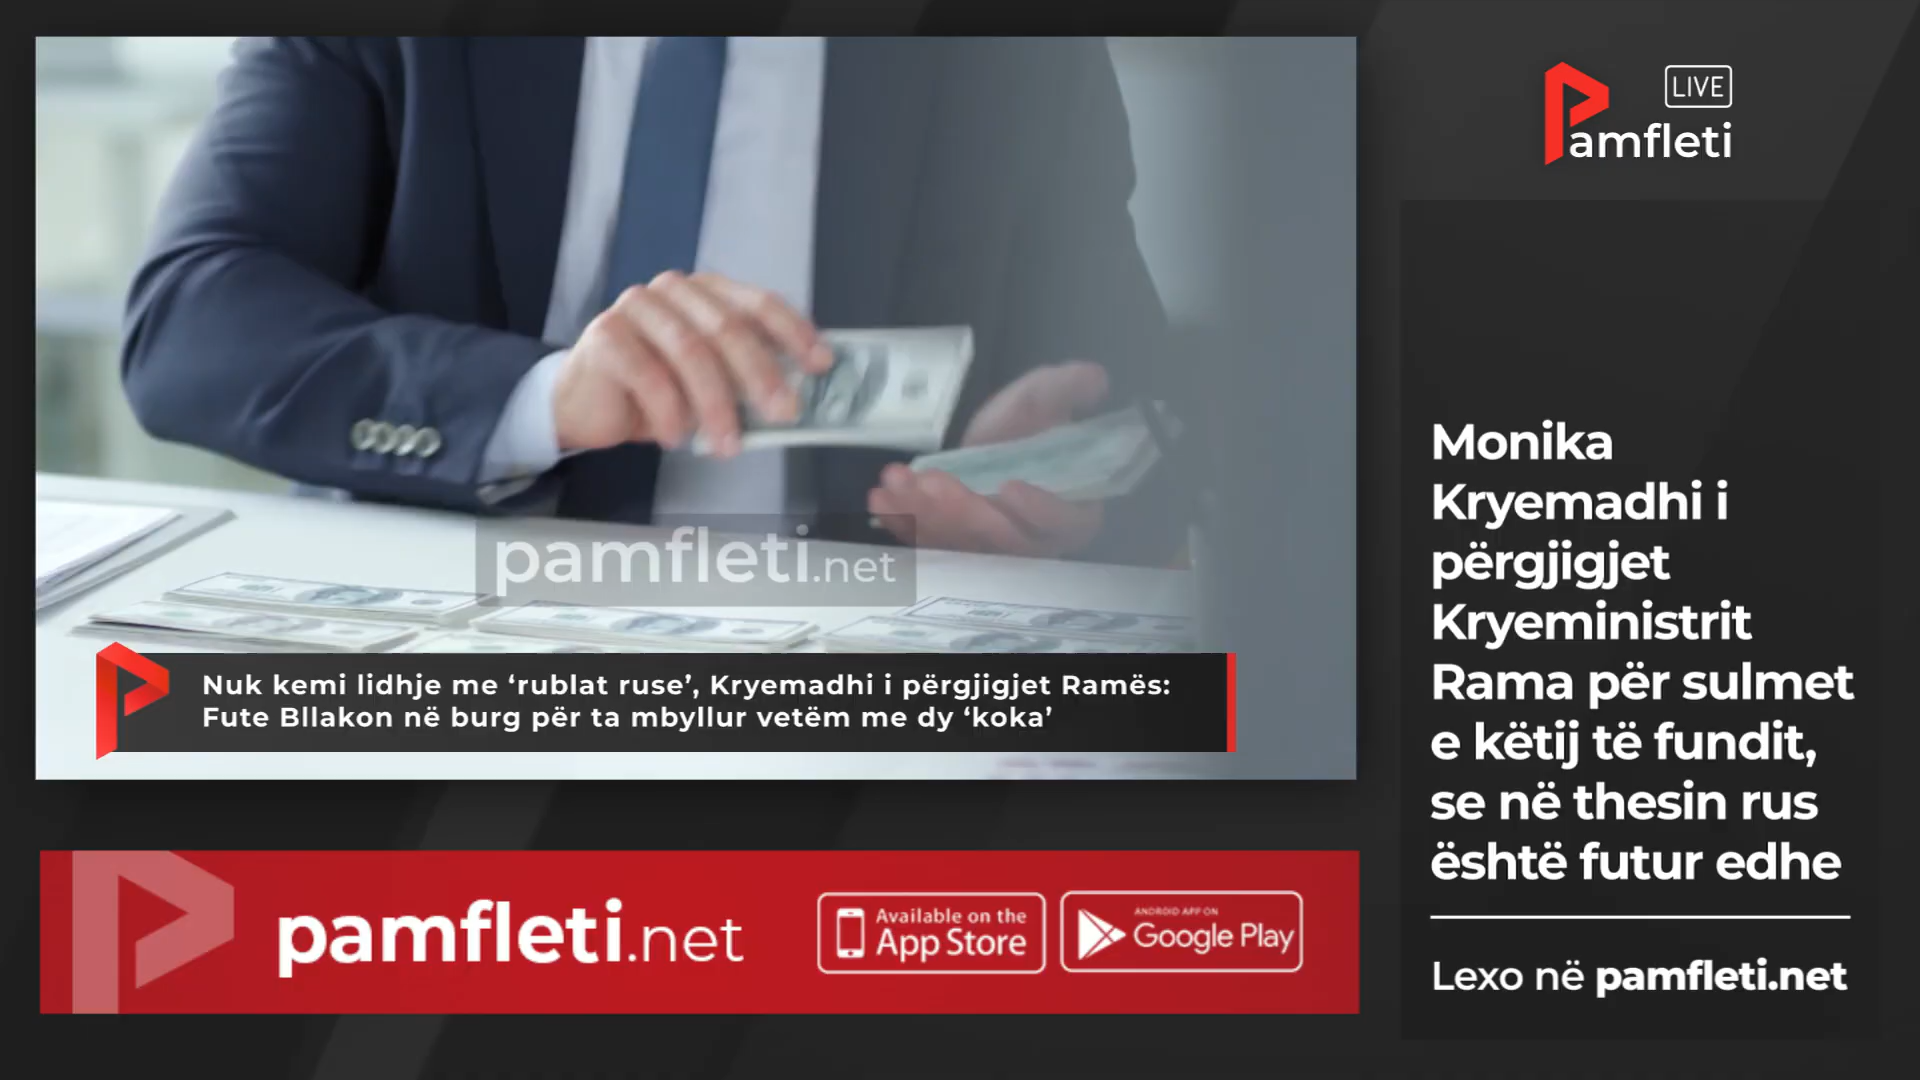 LIVE
Pamfleti
pamfleti.net
Nuk kemi lidhje me ‘rublat ruse’, Kryemadhi i përgjigjet Ramës:
Fute Bllakon në burg për ta mbyllur vetëm me dy ‘koka’
Monika
Kryemadhi i
përgjigjet
Kryeministrit
Rama për sulmet
e këtij të fundit,
se në thesin rus
është futur edhe
Lexo në pamfleti.net
pamfleti.net
Available on the
App Store
ANDROID APP ON
Google Play